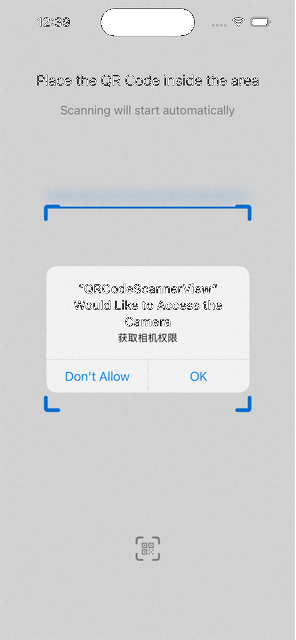 12:39
Place the QR Code inside the area
Scanning will start automatically
“QRCodeScannerView”
Would Like to Access the
Camera
获取相机权限
Don’t Allow
OK